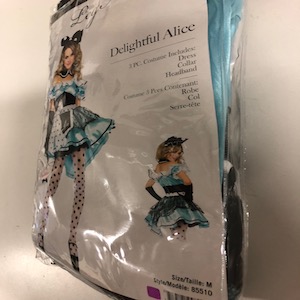 Delightful Alice
3 PC. Costume Includes:
Dress
Collar
Headband
Costume 3 Pces Contenant:
Robe
Col
Serre-tête
Size/Taille: M
Style/Modèle: 85510